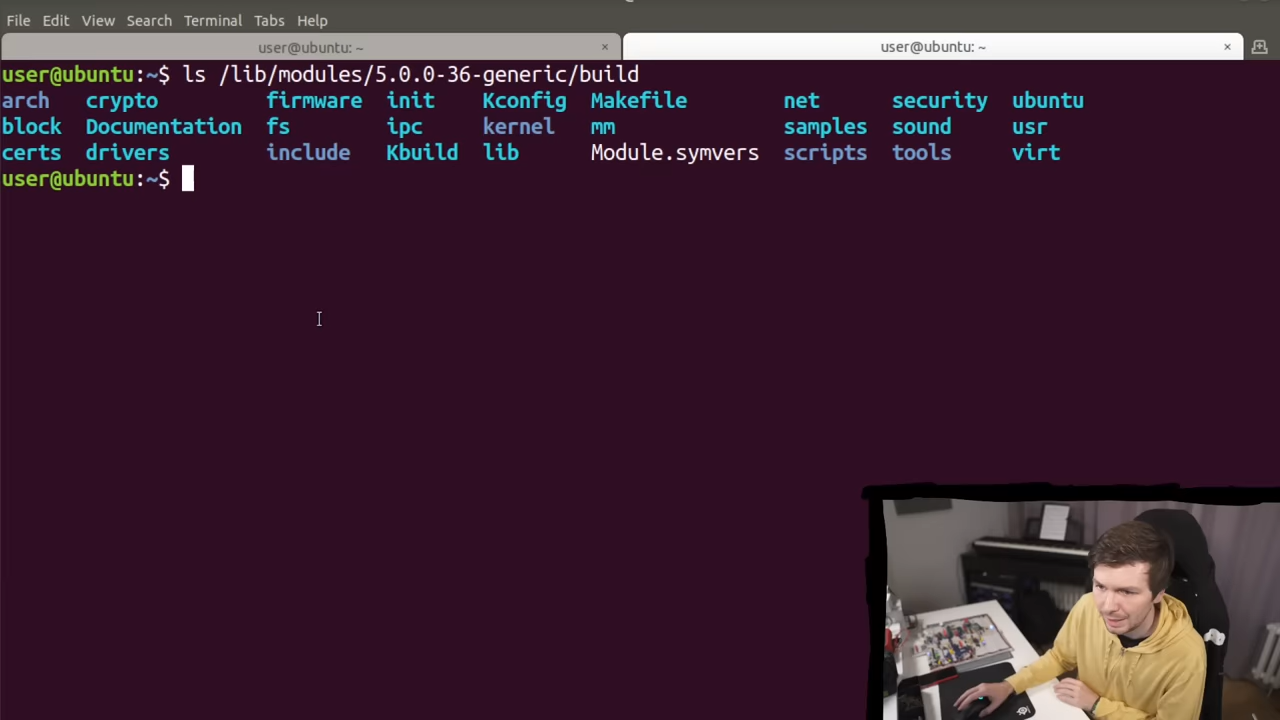 File Edit View Search Terminal Tabs Help
user@ubuntu: ~ × user@ubuntu: ~ ×
user@ubuntu:~$ ls /lib/modules/5.0.0-36-generic/build
arch crypto firmware init Kconfig Makefile net security ubuntu
block Documentation fs ipc kernel mm samples sound usr
certs drivers include Kbuild lib Module.symvers scripts tools virt
user@ubuntu:~$